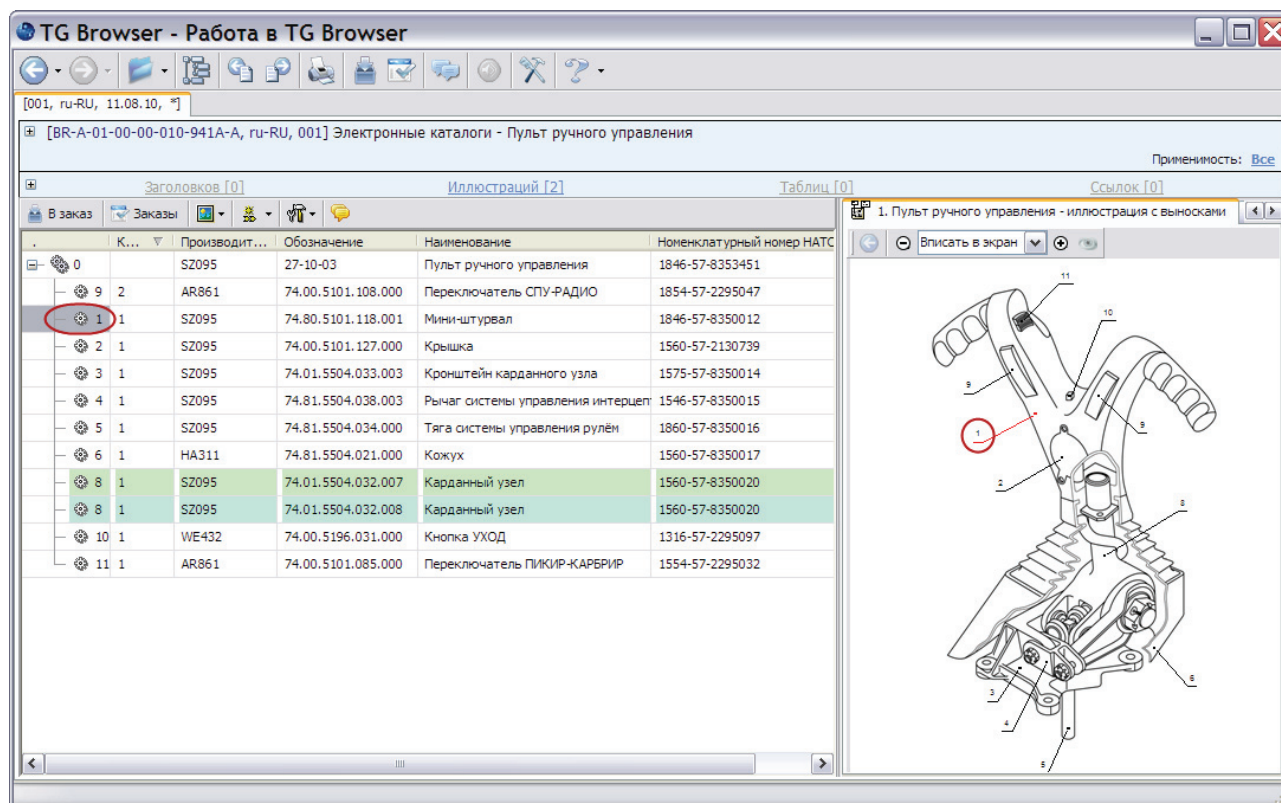 TG Browser - Работа в TG Browser
[001, ru-RU, 11.08.10, *]
[BR-A-01-00-00-010-941A-A, ru-RU, 001] Электронные каталоги - Пульт ручного управления
Применимость: Все
Заголовков [0] Иллюстраций [2] Таблиц [0] Ссылок [0]
В заказ Заказы
1. Пульт ручного управления - иллюстрация с выносками
. К... Производит... Обозначение Наименование Номенклатурный номер НАТО
Вписать в экран
0 SZ095 27-10-03 Пульт ручного управления 1846-57-8353451
9 2 AR861 74.00.5101.108.000 Переключатель СПУ-РАДИО 1854-57-2295047
1 1 SZ095 74.80.5101.118.001 Мини-штурвал 1846-57-8350012
2 1 SZ095 74.00.5101.127.000 Крышка 1560-57-2130739
3 1 SZ095 74.01.5504.033.003 Кронштейн карданного узла 1575-57-8350014
4 1 SZ095 74.81.5504.038.003 Рычаг системы управления интерцеп 1546-57-8350015
5 1 SZ095 74.81.5504.034.000 Тяга системы управления рулём 1860-57-8350016
6 1 HA311 74.81.5504.021.000 Кожух 1560-57-8350017
8 1 SZ095 74.01.5504.032.007 Карданный узел 1560-57-8350020
8 1 SZ095 74.01.5504.032.008 Карданный узел 1560-57-8350020
10 1 WE432 74.00.5196.031.000 Кнопка УХОД 1316-57-2295097
11 1 AR861 74.00.5101.085.000 Переключатель ПИКИР-КАРБРИР 1554-57-2295032
11
10
9
9
1
2
8
6
3
4
5